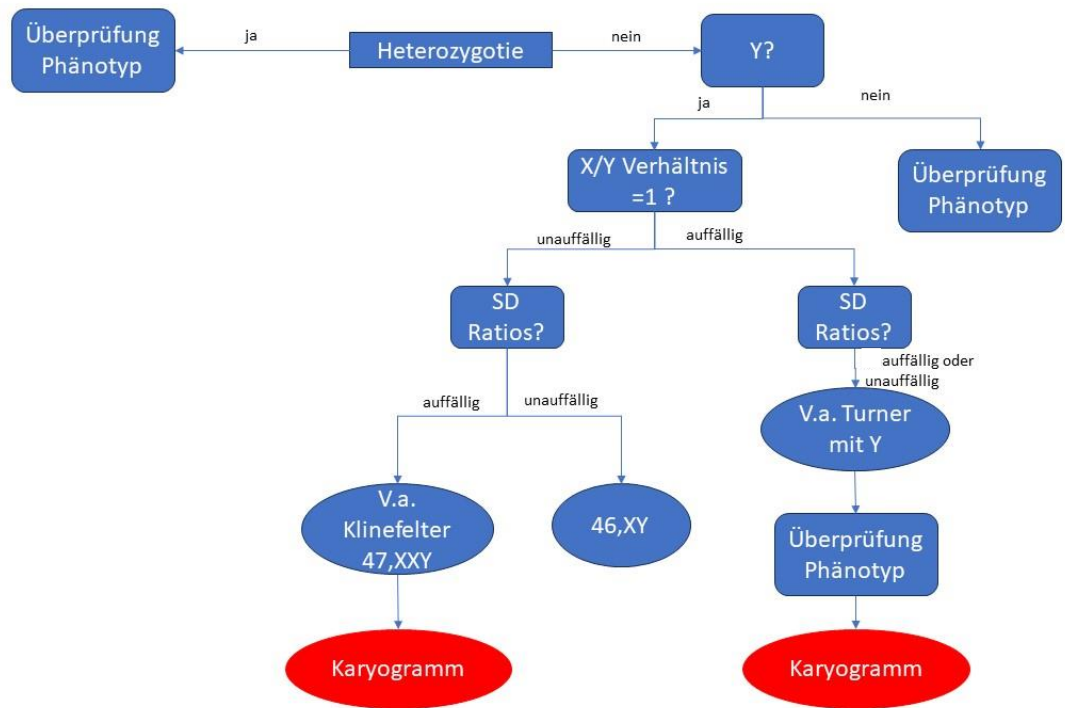 Überprüfung
Phänotyp
ja
Heterozygotie
nein
Y?
ja
nein
X/Y Verhältnis
=1 ?
Überprüfung
Phänotyp
unauffällig
auffällig
SD
Ratios?
SD
Ratios?
auffällig oder
unauffällig
auffällig
unauffällig
V.a. Turner
mit Y
V.a.
Klinefelter
47,XXY
46,XY
Überprüfung
Phänotyp
Karyogramm
Karyogramm